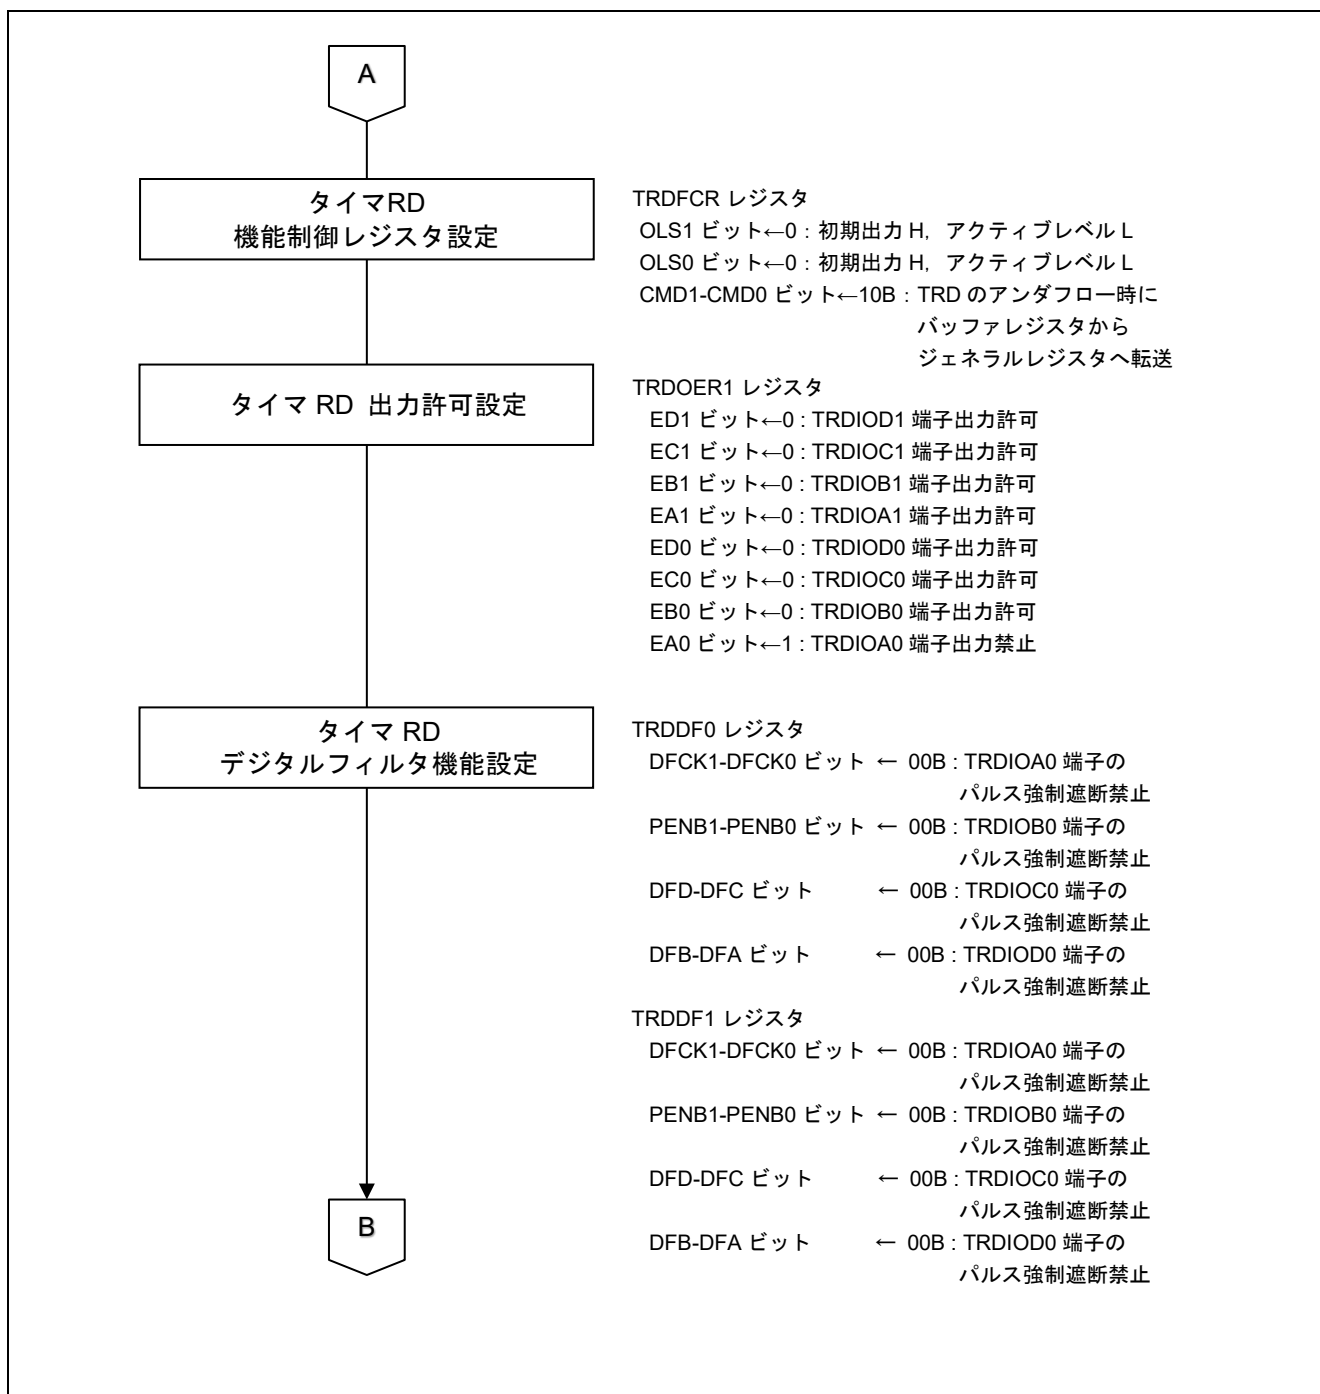 A
タイマRD
機能制御レジスタ設定
TRDFCR レジスタ
OLS1 ビット←0：初期出力 H，アクティブレベル L
OLS0 ビット←0：初期出力 H，アクティブレベル L
CMD1-CMD0 ビット←10B：TRD のアンダフロー時に
バッファレジスタから
ジェネラルレジスタへ転送
タイマ RD 出力許可設定
TRDOER1 レジスタ
ED1 ビット←0 : TRDIOD1 端子出力許可
EC1 ビット←0 : TRDIOC1 端子出力許可
EB1 ビット←0 : TRDIOB1 端子出力許可
EA1 ビット←0 : TRDIOA1 端子出力許可
ED0 ビット←0 : TRDIOD0 端子出力許可
EC0 ビット←0 : TRDIOC0 端子出力許可
EB0 ビット←0 : TRDIOB0 端子出力許可
EA0 ビット←1 : TRDIOA0 端子出力禁止
タイマ RD
デジタルフィルタ機能設定
TRDDF0 レジスタ
DFCK1-DFCK0 ビット ← 00B : TRDIOA0 端子の
パルス強制遮断禁止
PENB1-PENB0 ビット ← 00B : TRDIOB0 端子の
パルス強制遮断禁止
DFD-DFC ビット ← 00B : TRDIOC0 端子の
パルス強制遮断禁止
DFB-DFA ビット ← 00B : TRDIOD0 端子の
パルス強制遮断禁止
TRDDF1 レジスタ
DFCK1-DFCK0 ビット ← 00B : TRDIOA0 端子の
パルス強制遮断禁止
PENB1-PENB0 ビット ← 00B : TRDIOB0 端子の
パルス強制遮断禁止
DFD-DFC ビット ← 00B : TRDIOC0 端子の
パルス強制遮断禁止
DFB-DFA ビット ← 00B : TRDIOD0 端子の
パルス強制遮断禁止
B